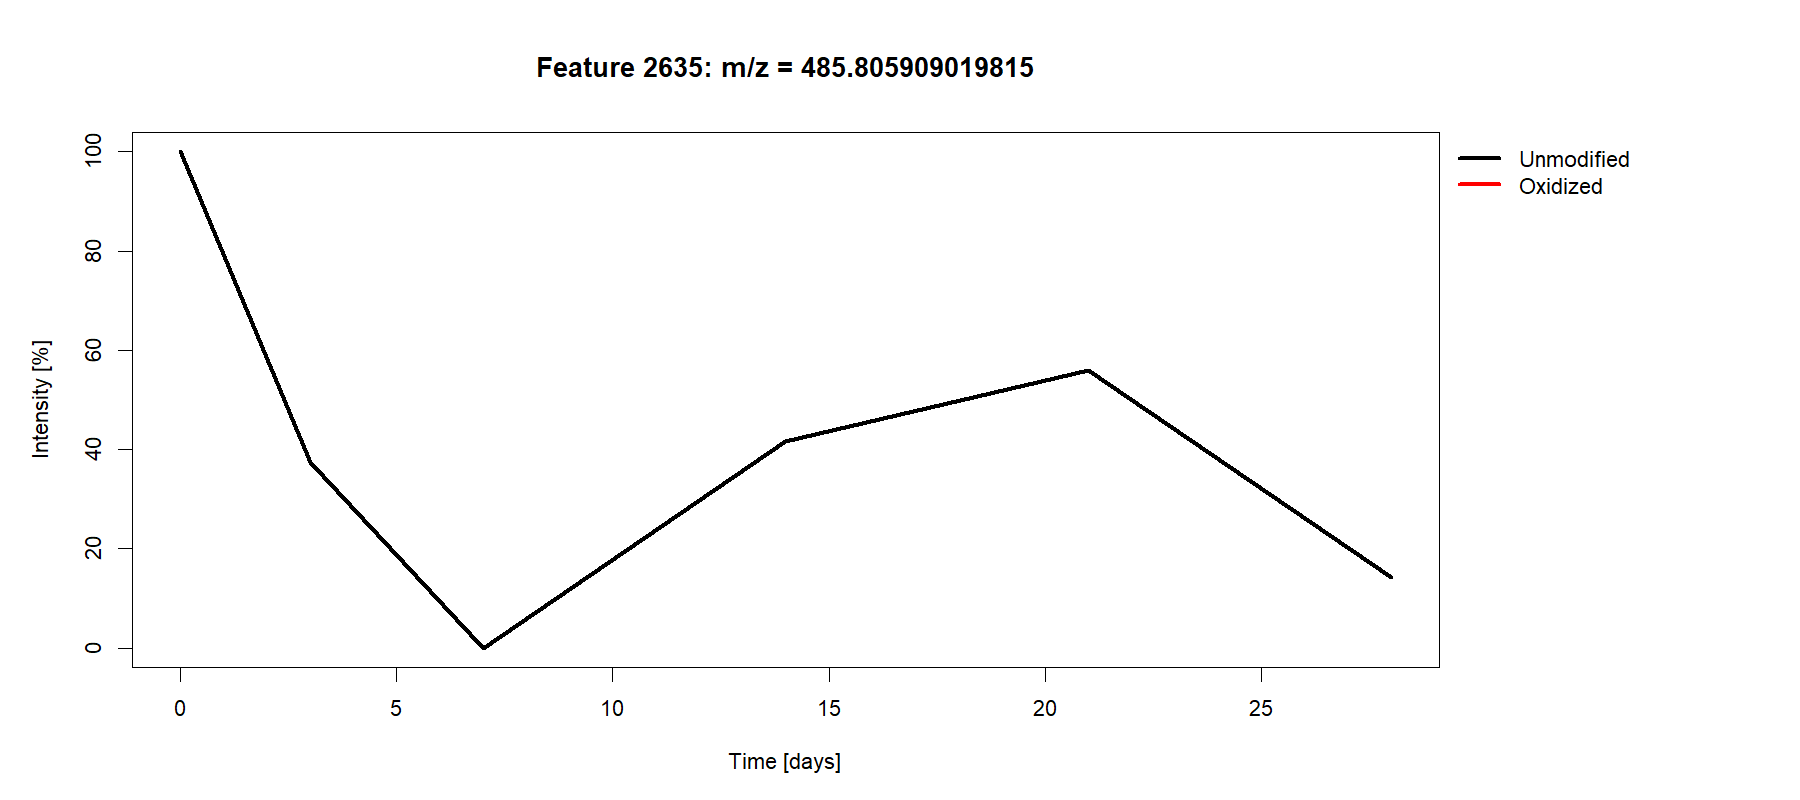 Feature 2635: m/z = 485.805909019815
Unmodified
Oxidized
Intensity [%]
100
80
60
40
20
0
0 5 10 15 20 25
Time [days]